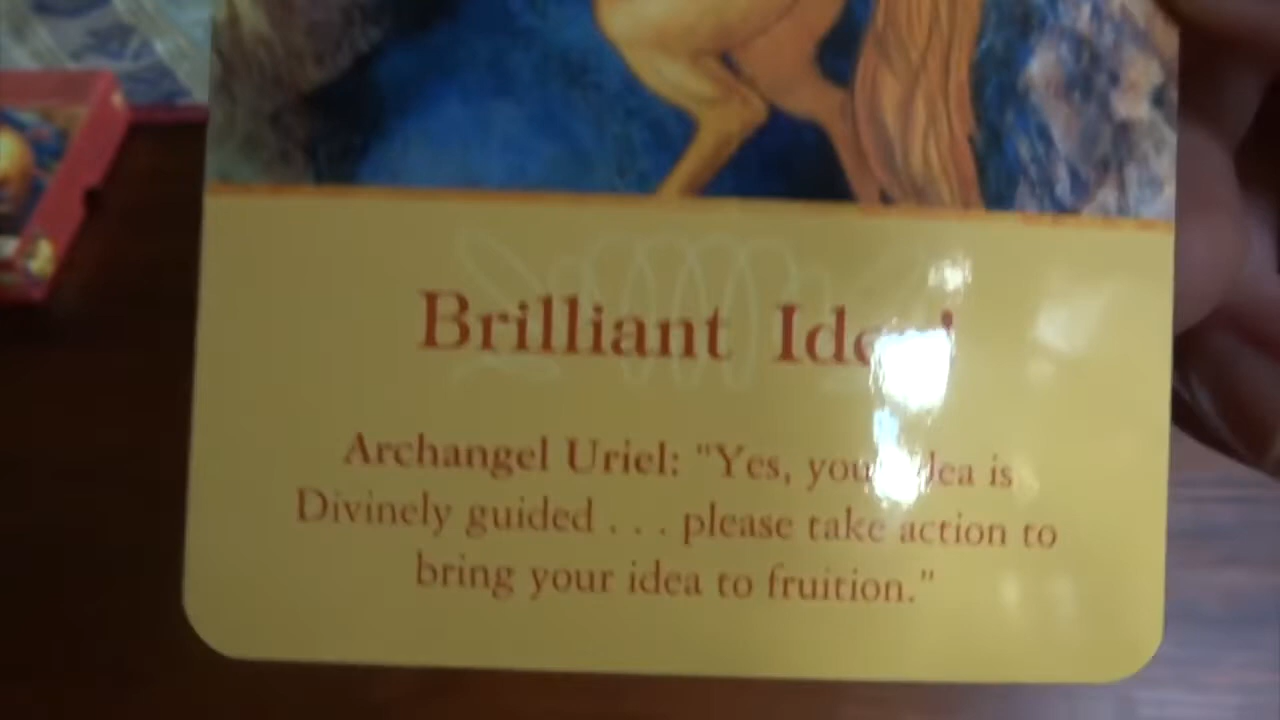 Brilliant Idea!
Archangel Uriel: "Yes, your idea is
Divinely guided . . . please take action to
bring your idea to fruition."